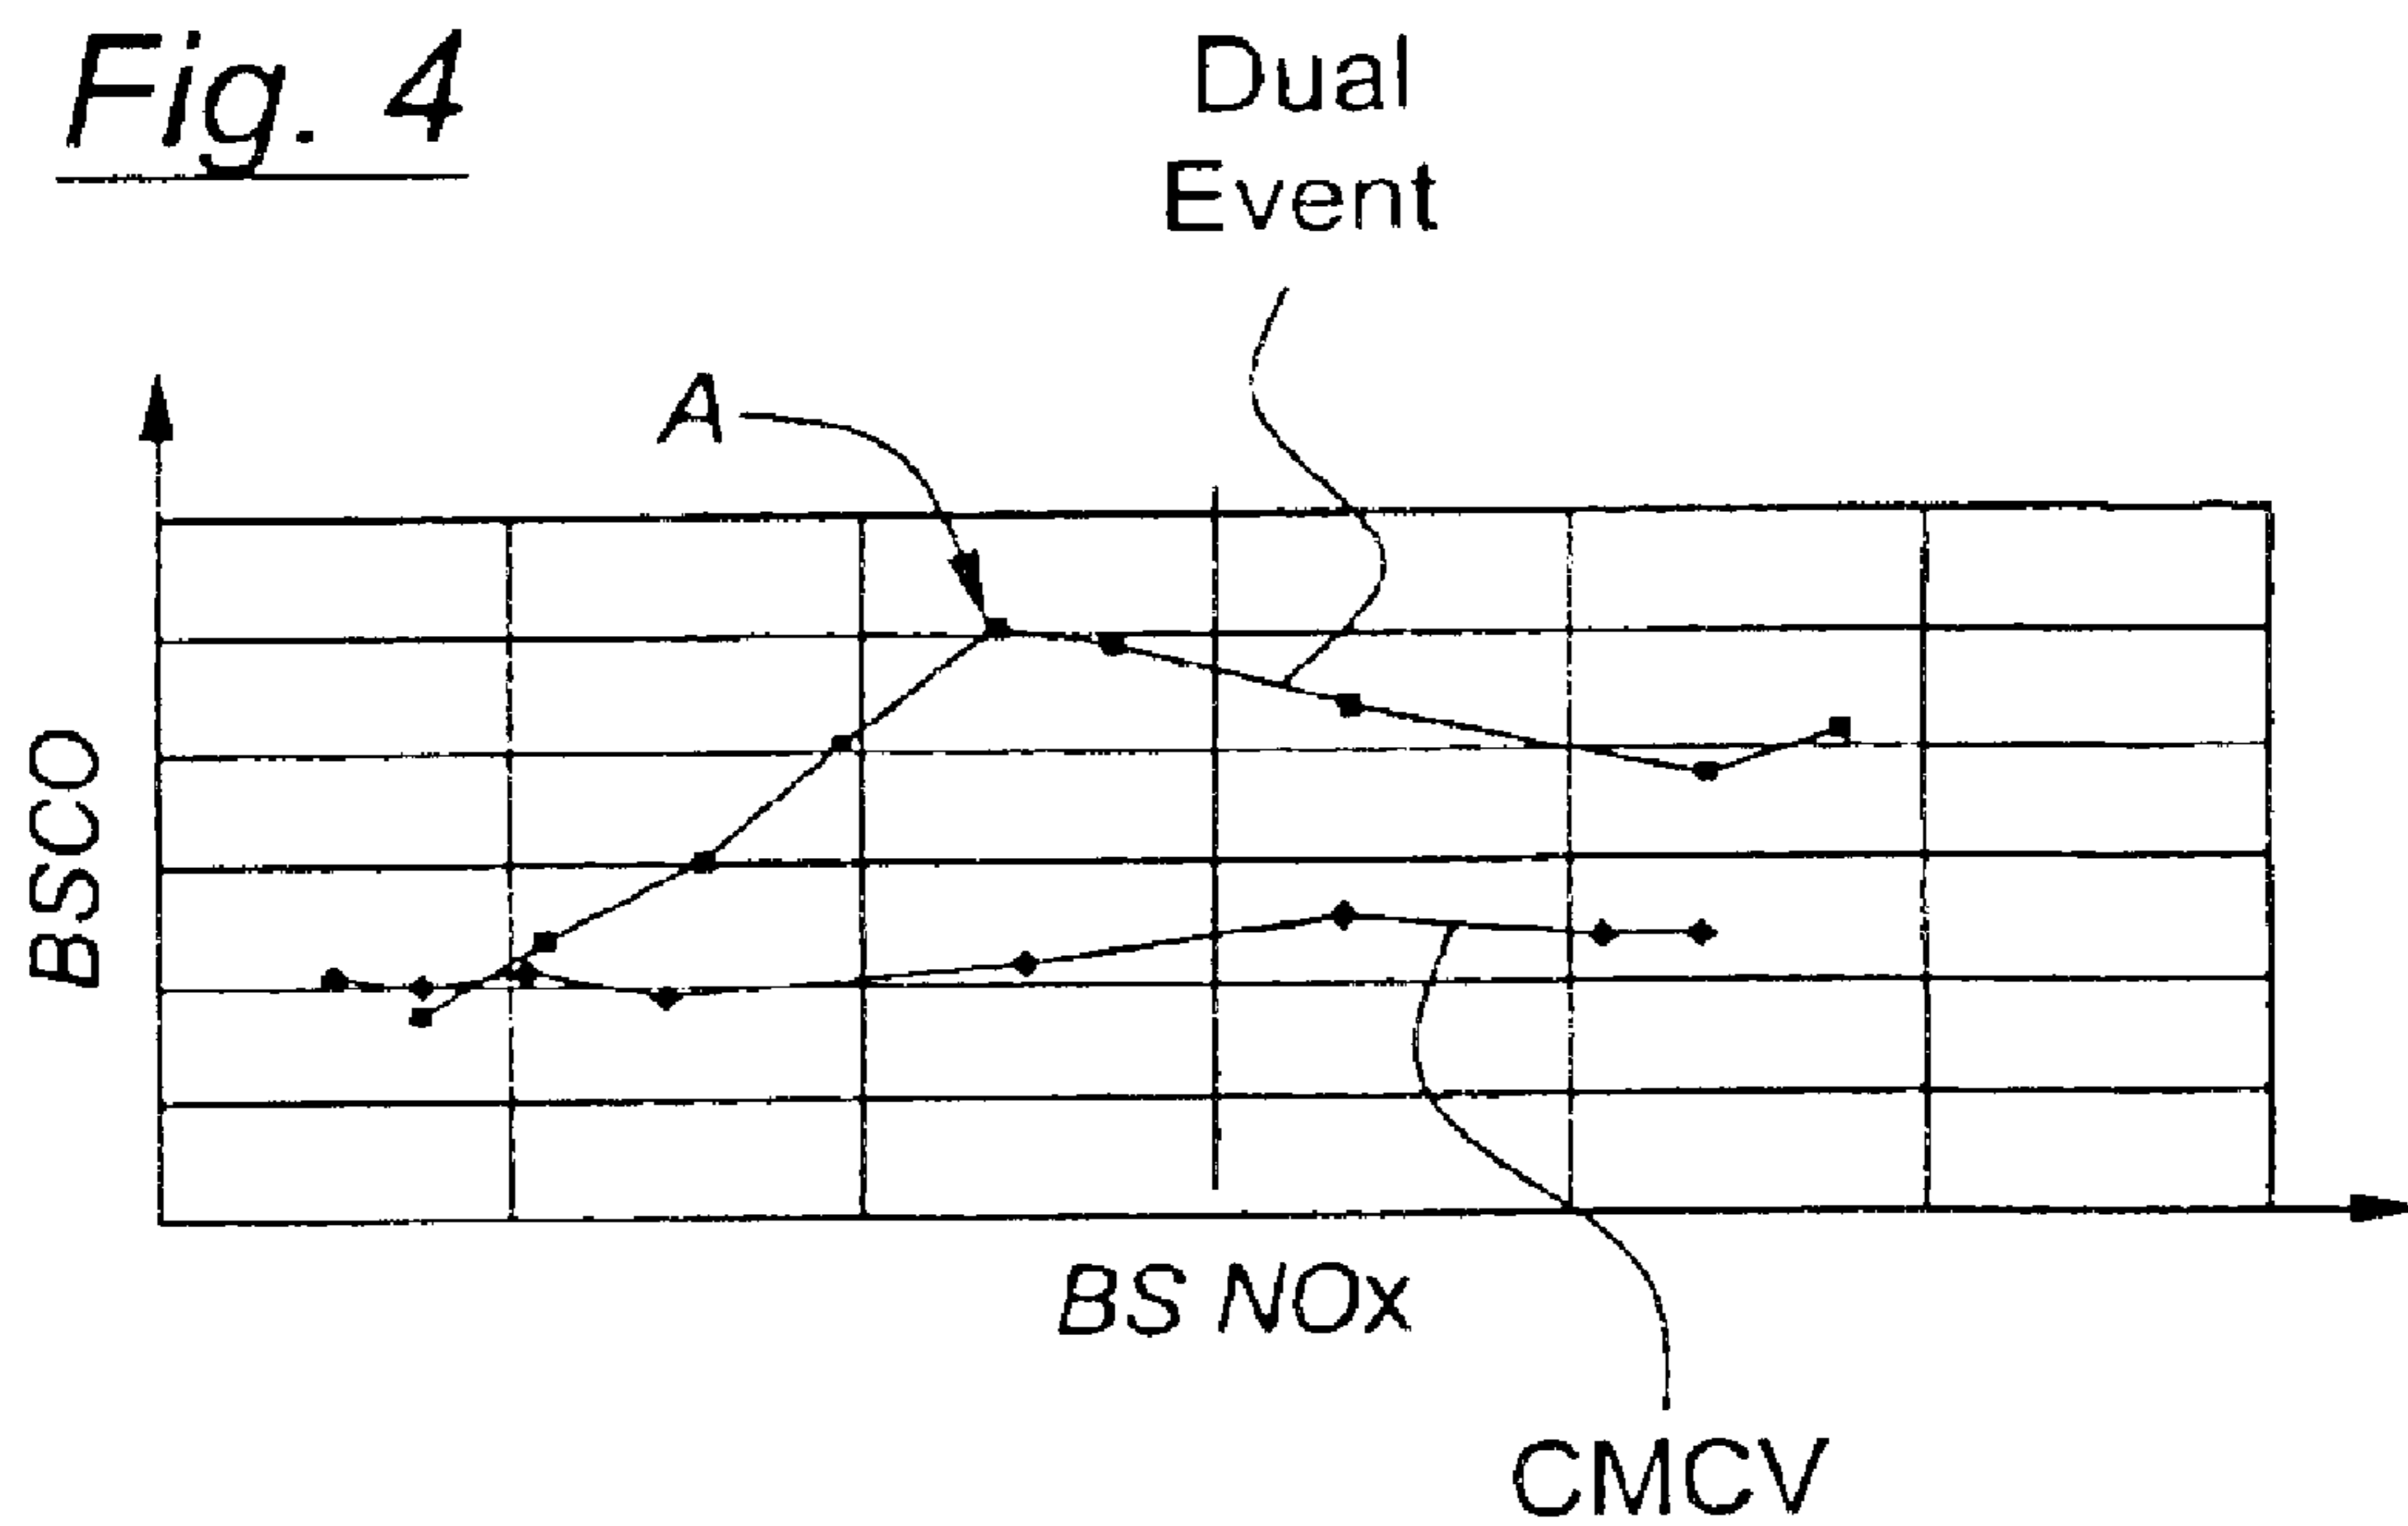 Fig. 4
Dual
Event
A
BSCO
BS NOx
CMCV